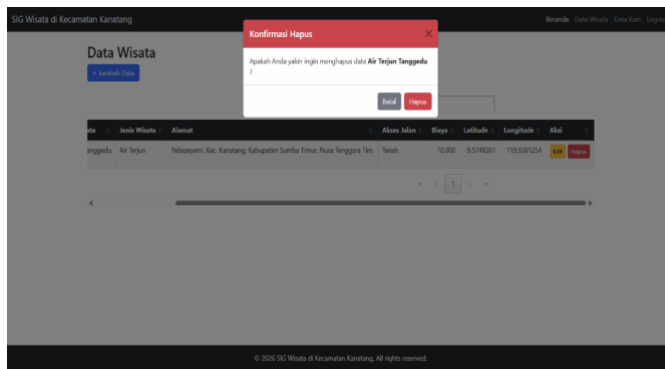 SIG Wisata di Kecamatan Kanatang
Beranda Data Wisata Data Kain Logout
Konfirmasi Hapus
Apakah Anda yakin ingin menghapus data Air Terjun Tanggedu
?
Batal Hapus
Data Wisata
+ Tambah Data
ata Jenis Wisata Alamat Akses Jalan Biaya Latitude Longitude Aksi
anggedu Air Terjun Ndapayami, Kec. Kanatang, Kabupaten Sumba Timur, Nusa Tenggara Tim. Tanah 10.000 -9.5748361 119.9361254 Edit Hapus
« ‹ 1 › »
© 2026 SIG Wisata di Kecamatan Kanatang. All rights reserved.